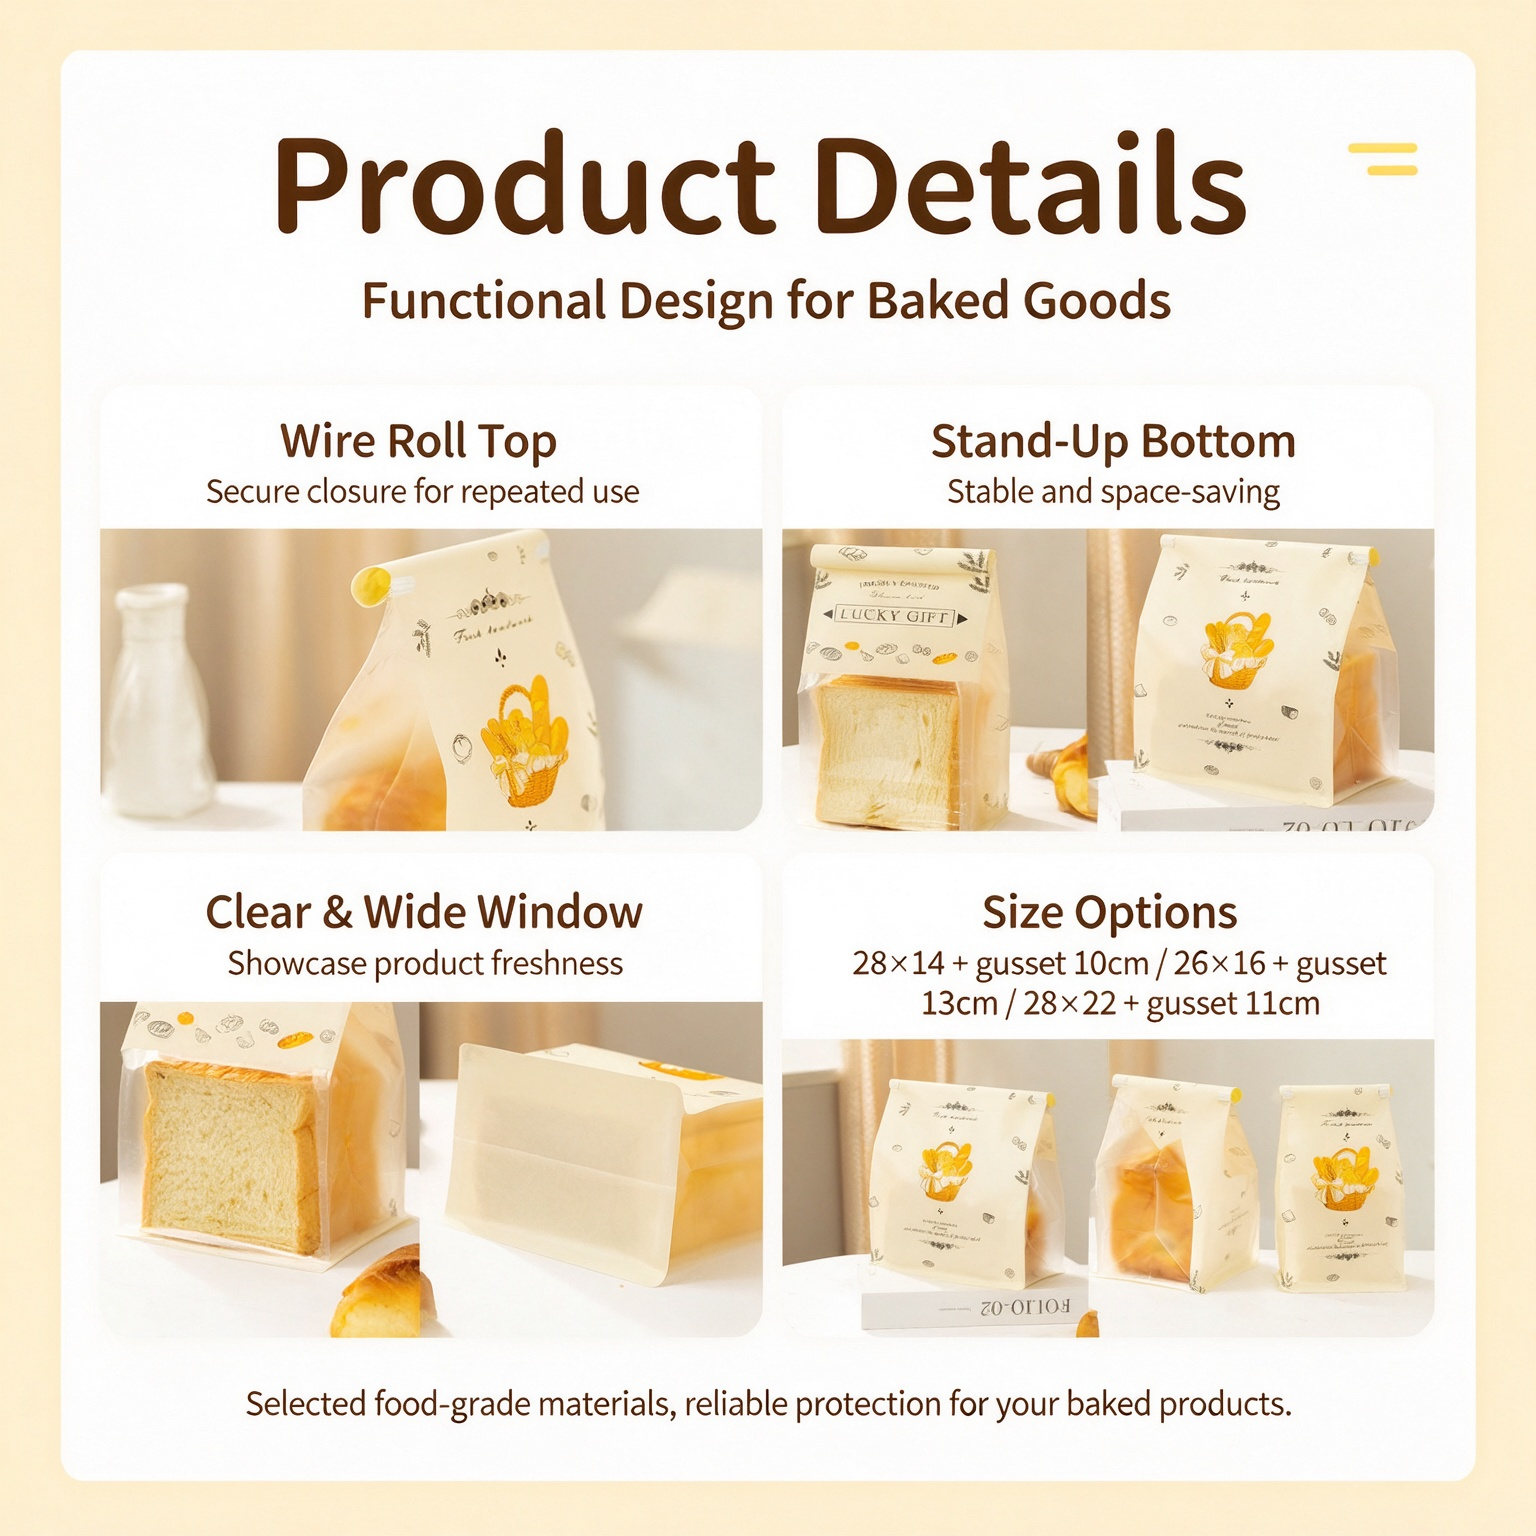 Product Details
Functional Design for Baked Goods
Wire Roll Top
Secure closure for repeated use
Stand-Up Bottom
Stable and space-saving
LUCKY GIFT
Clear & Wide Window
Showcase product freshness
Size Options
28×14 + gusset 10cm / 26×16 + gusset
13cm / 28×22 + gusset 11cm
FOLIO-02
Selected food-grade materials, reliable protection for your baked products.